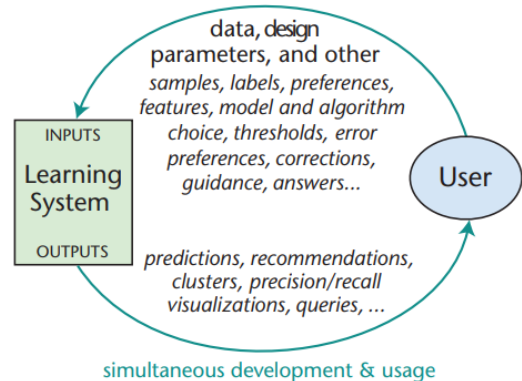 data, design
parameters, and other
samples, labels, preferences,
features, model and algorithm
choice, thresholds, error
preferences, corrections,
guidance, answers...
INPUTS
Learning
System
OUTPUTS
User
predictions, recommendations,
clusters, precision/recall
visualizations, queries, ...
simultaneous development & usage